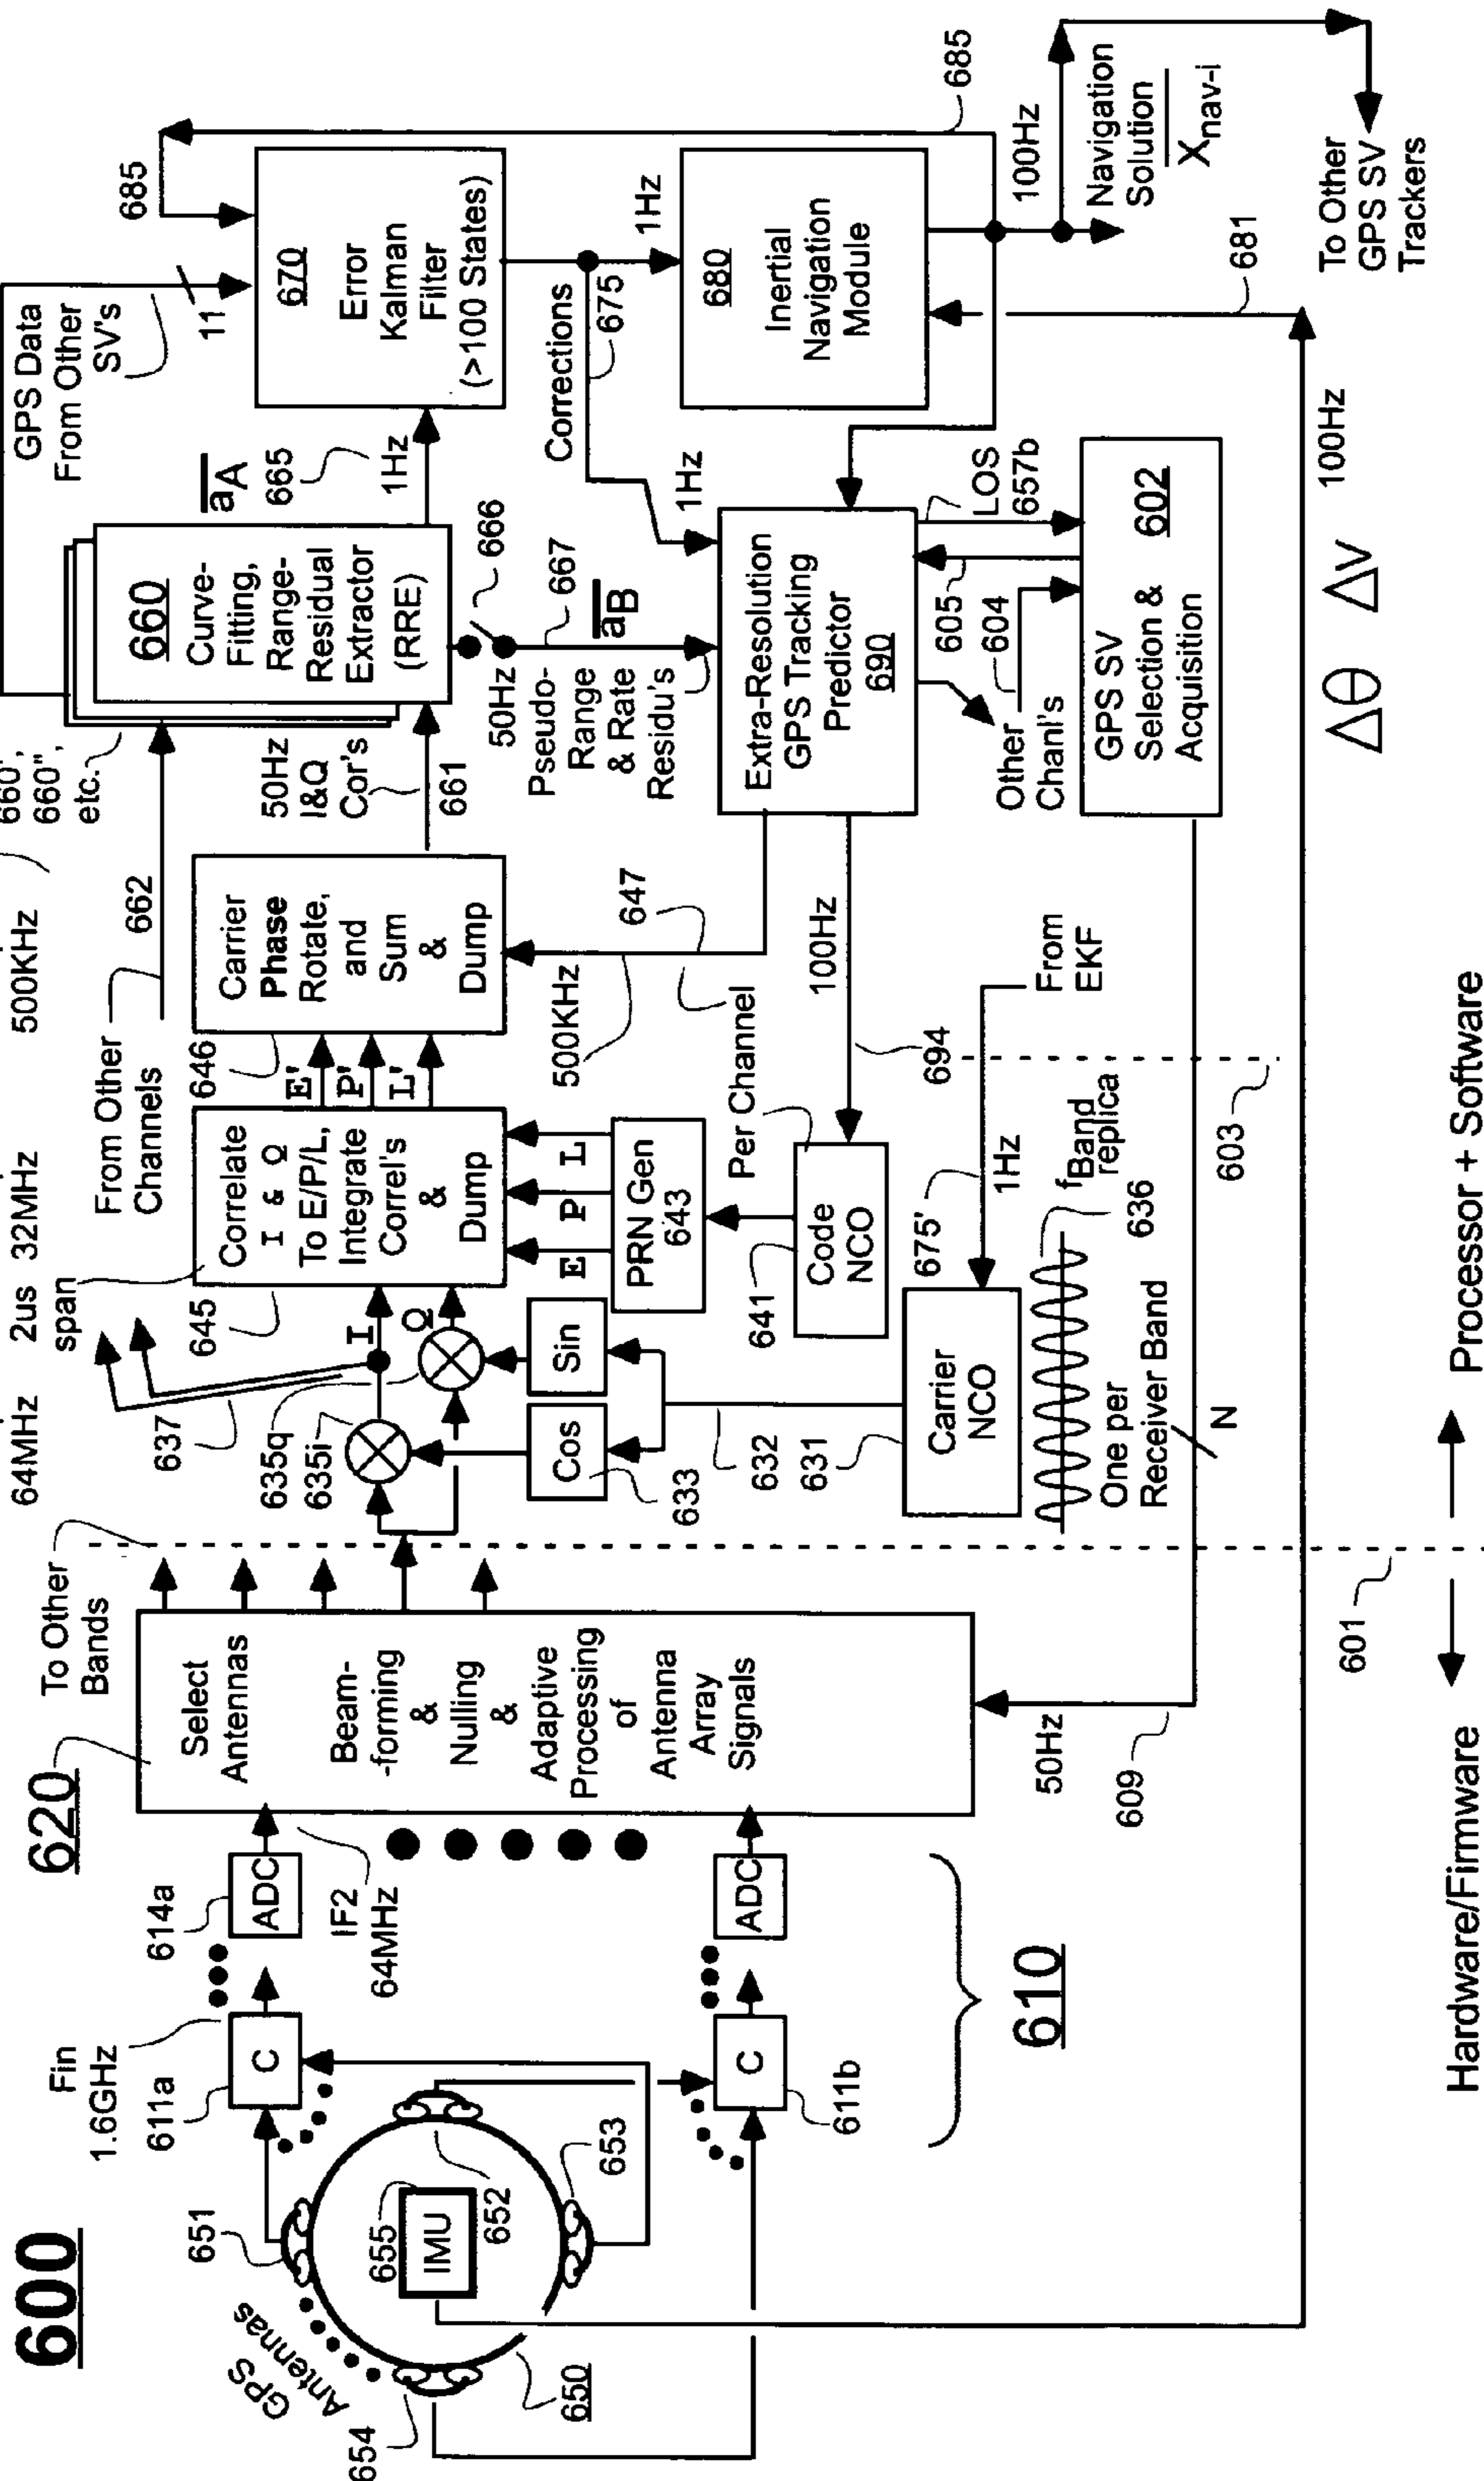 600
GPS
Antennas
651
652
653
654
655
IMU
650
Fin
1.6GHz
611a
C
614a
ADC
IF2
64MHz
C
611b
ADC
610
620
To Other
Bands
Select
Antennas
Beam-
-forming
&
Nulling
&
Adaptive
Processing
of
Antenna
Array
Signals
50Hz
609
64MHz
2us
span
32MHz
500KHz
637
635q
635i
I
Q
Cos
Sin
633
632
631
Carrier
NCO
One per
Receiver Band
N
fBand
replica
636
675'
1Hz
From
EKF
645
Correlate
I & Q
To E/P/L,
Integrate
Correl's
&
Dump
E P L
PRN Gen
643
641
Code
NCO
Per Channel
From Other
Channels
662
646
E'
P'
L'
Carrier
Phase
Rotate,
and
Sum
&
Dump
500KHz
647
100Hz
694
603
660',
660",
etc.
50Hz
I&Q
Cor's
661
660
Curve-
Fitting,
Range-
Residual
Extractor
(RRE)
666
667
50Hz
Pseudo-
Range
& Rate
Residu's
aB
aA
665
1Hz
GPS Data
From Other
SV's
11
685
670
Error
Kalman
Filter
(>100 States)
Corrections
675
1Hz
1Hz
680
Inertial
Navigation
Module
685
Extra-Resolution
GPS Tracking
Predictor
690
LOS
657b
605
604
Other
Chanl's
GPS SV
Selection &
Acquisition
602
100Hz
Navigation
Solution
Xnav-i
To Other
GPS SV
Trackers
681
100Hz
Δθ ΔV
601
Hardware/Firmware
Processor + Software